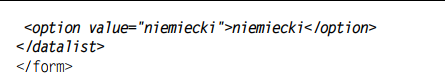 <option value="niemiecki">niemiecki</option>
</datalist>
</form>